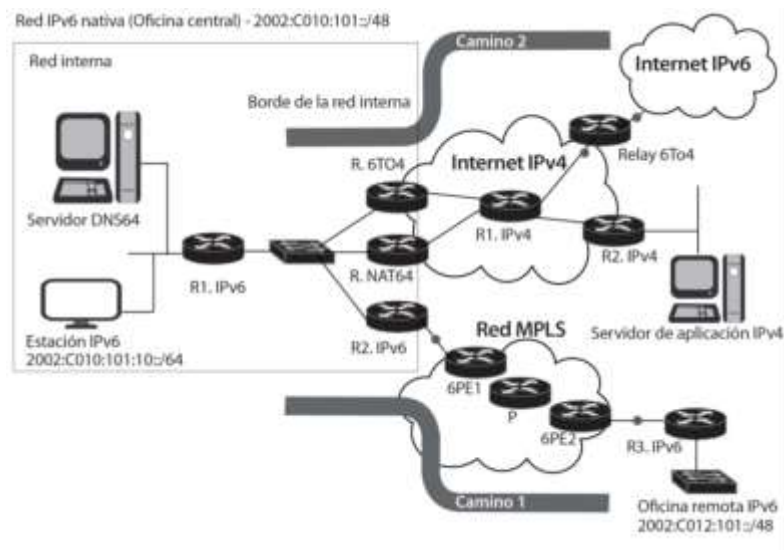 Red IPv6 nativa (Oficina central) - 2002:C010:101::/48
Red interna
Camino 2
Internet IPv6
Borde de la red interna
R. 6TO4
Internet IPv4
Relay 6To4
Servidor DNS64
R1. IPv4
R1. IPv6
R. NAT64
R2. IPv4
Estación IPv6
2002:C010:101:10::/64
R2. IPv6
Red MPLS
Servidor de aplicación IPv4
6PE1
P
6PE2
R3. IPv6
Camino 1
Oficina remota IPv6
2002:C012:101::/48